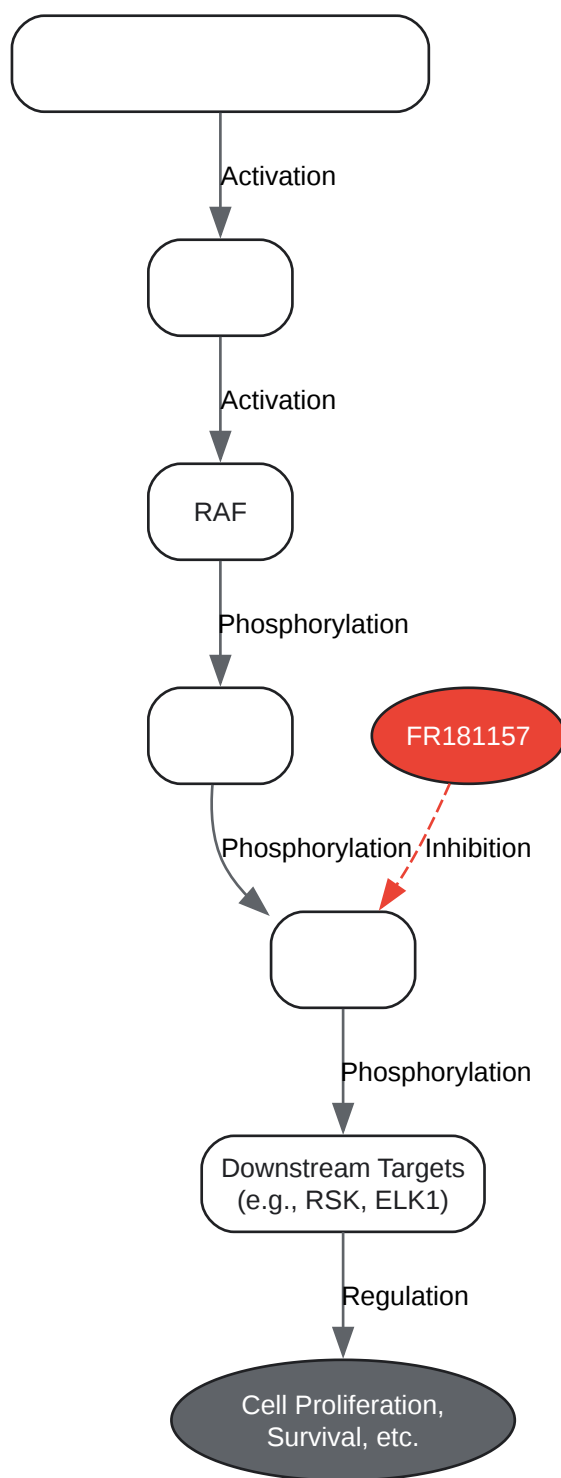 Activation
Activation
RAF
Phosphorylation
FR181157
Phosphorylation
Inhibition
Phosphorylation
Downstream Targets
(e.g., RSK, ELK1)
Regulation
Cell Proliferation,
Survival, etc.